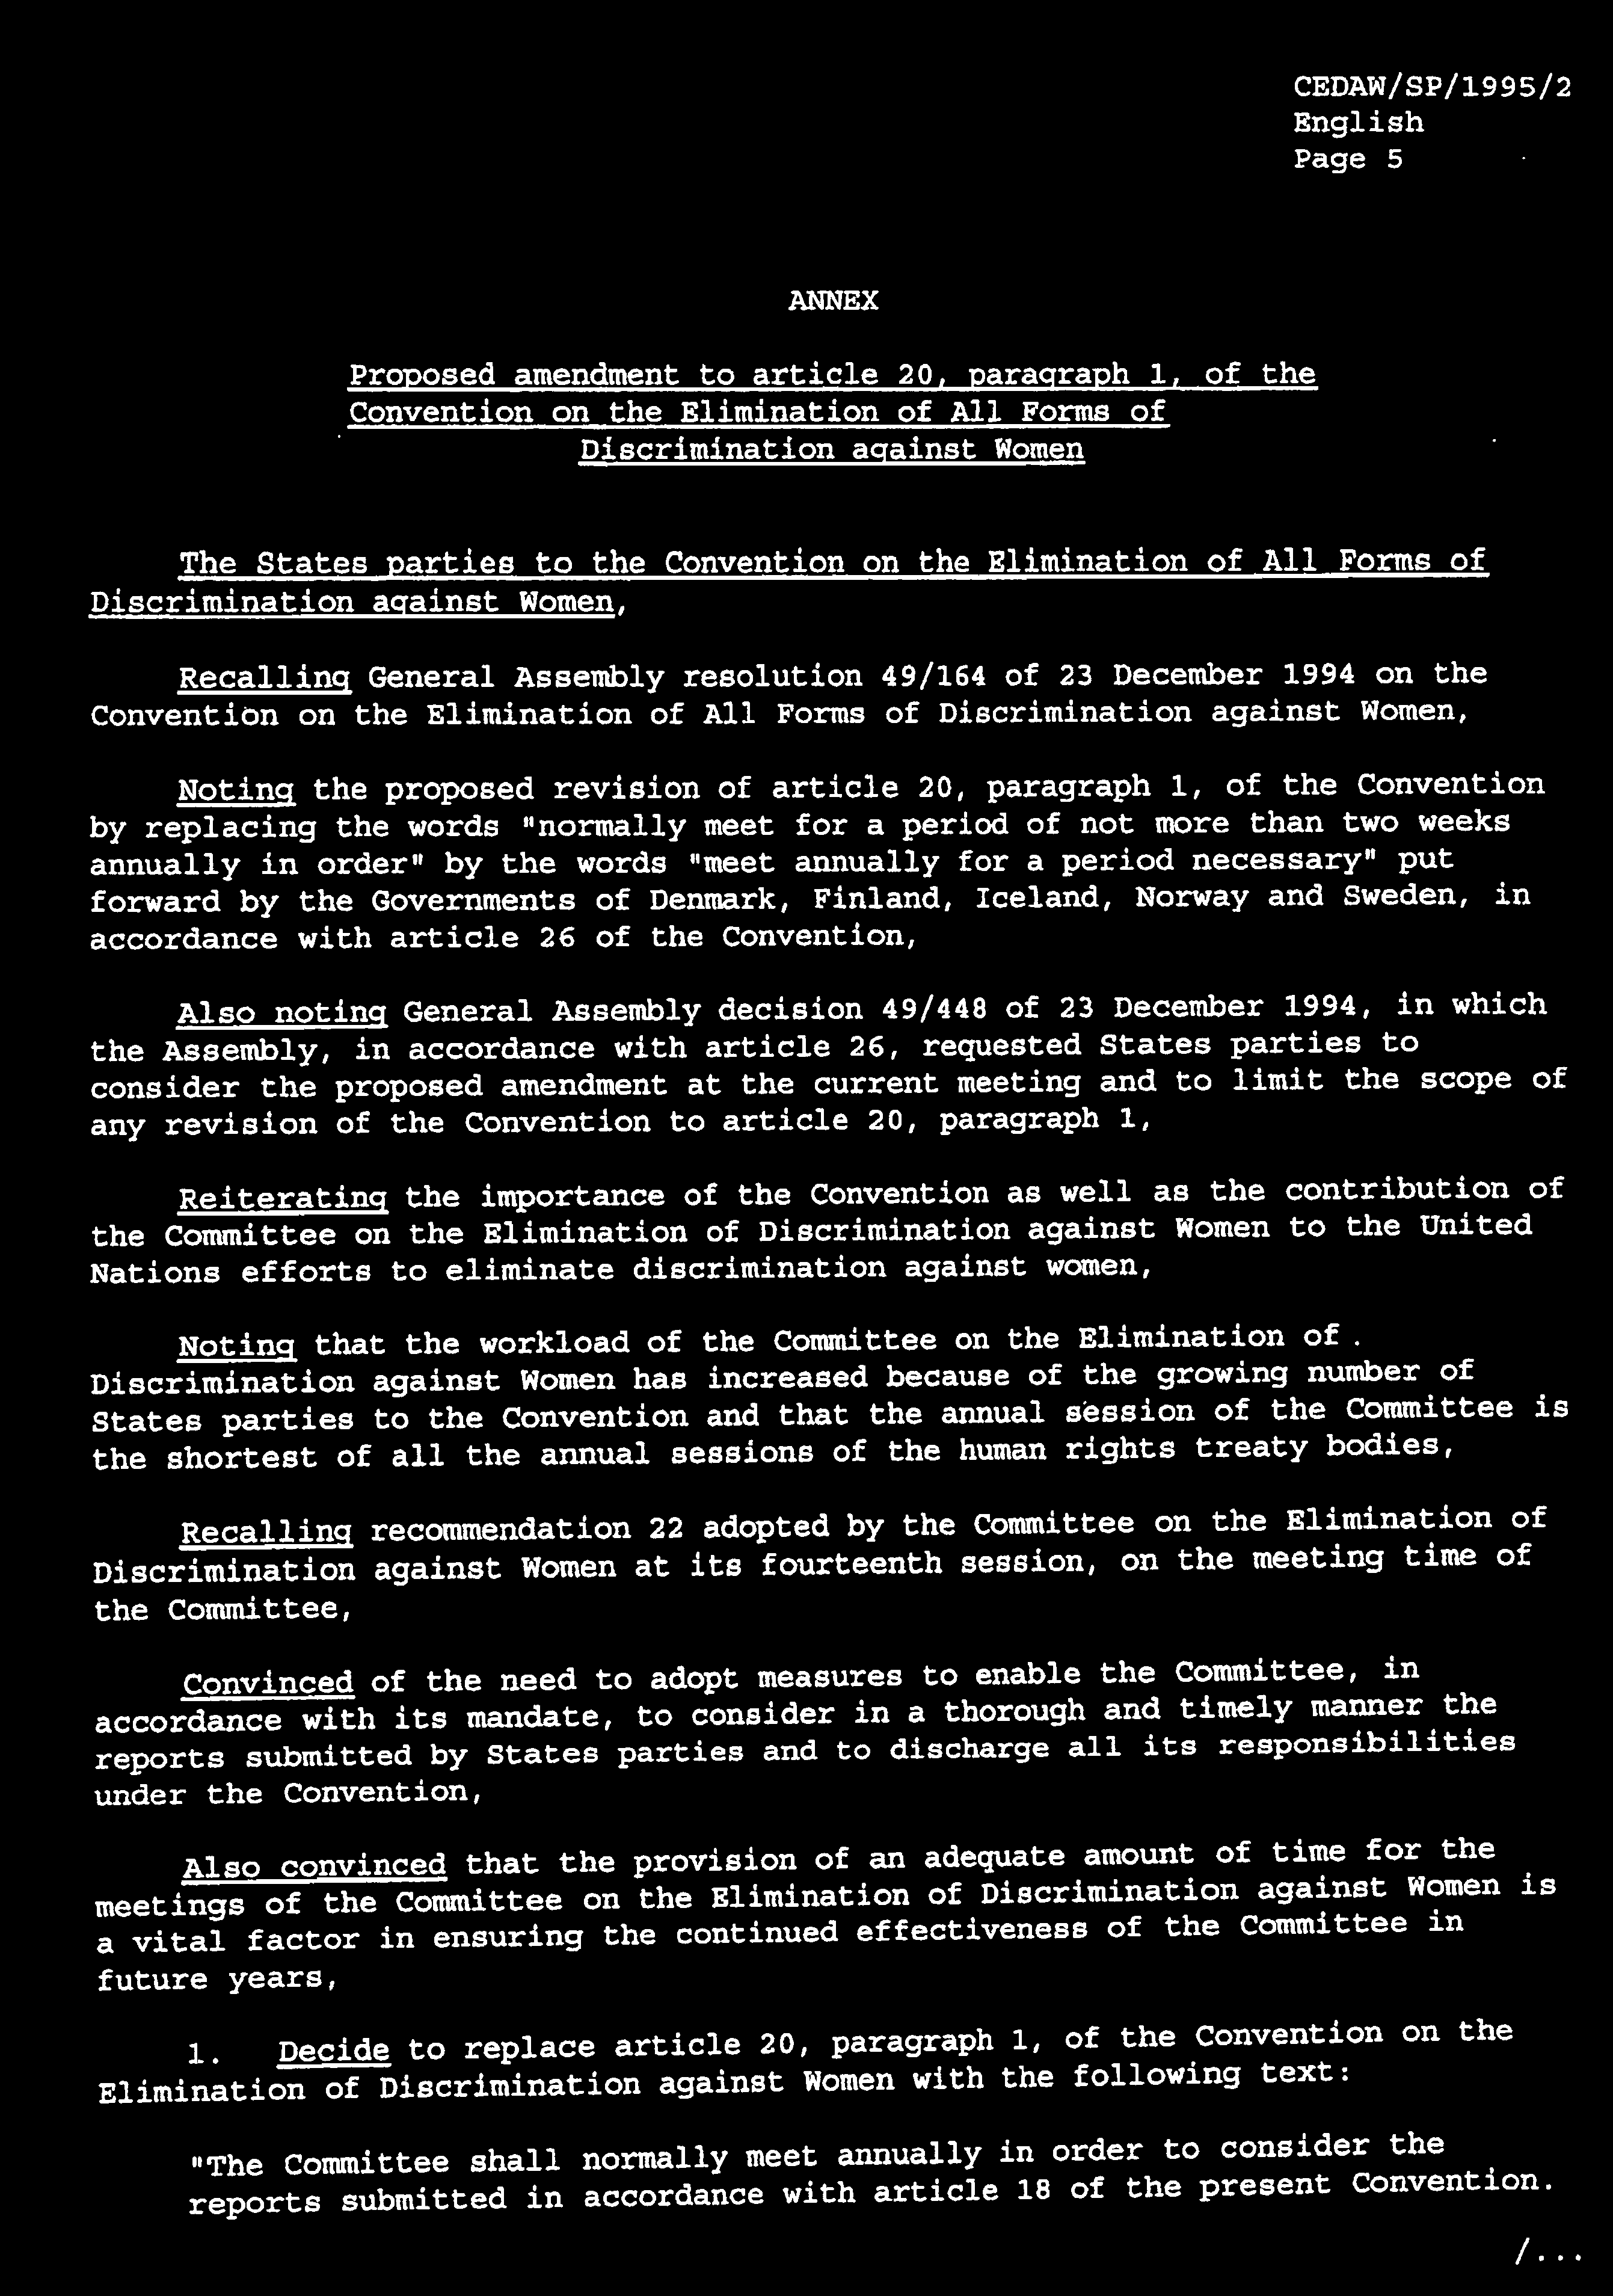 CEDAW/SP/1995/2
English
Page 5
ANNEX
Proposed amendment to article 20, paragraph 1, of the
Convention on the Elimination of All Forms of
Discrimination against Women
The States parties to the Convention on the Elimination of All Forms of
Discrimination against Women,
Recalling General Assembly resolution 49/164 of 23 December 1994 on the
Convention on the Elimination of All Forms of Discrimination against Women,
Noting the proposed revision of article 20, paragraph 1, of the Convention
by replacing the words "normally meet for a period of not more than two weeks
annually in order" by the words "meet annually for a period necessary" put
forward by the Governments of Denmark, Finland, Iceland, Norway and Sweden, in
accordance with article 26 of the Convention,
Also noting General Assembly decision 49/448 of 23 December 1994, in which
the Assembly, in accordance with article 26, requested States parties to
consider the proposed amendment at the current meeting and to limit the scope of
any revision of the Convention to article 20, paragraph 1,
Reiterating the importance of the Convention as well as the contribution of
the Committee on the Elimination of Discrimination against Women to the United
Nations efforts to eliminate discrimination against women,
Noting that the workload of the Committee on the Elimination of
Discrimination against Women has increased because of the growing number of
States parties to the Convention and that the annual session of the Committee is
the shortest of all the annual sessions of the human rights treaty bodies,
Recalling recommendation 22 adopted by the Committee on the Elimination of
Discrimination against Women at its fourteenth session, on the meeting time of
the Committee,
Convinced of the need to adopt measures to enable the Committee, in
accordance with its mandate, to consider in a thorough and timely manner the
reports submitted by States parties and to discharge all its responsibilities
under the Convention,
Also convinced that the provision of an adequate amount of time for the
meetings of the Committee on the Elimination of Discrimination against Women is
a vital factor in ensuring the continued effectiveness of the Committee in
future years,
1. Decide to replace article 20, paragraph 1, of the Convention on the
Elimination of Discrimination against Women with the following text:
"The Committee shall normally meet annually in order to consider the
reports submitted in accordance with article 18 of the present Convention.
/...